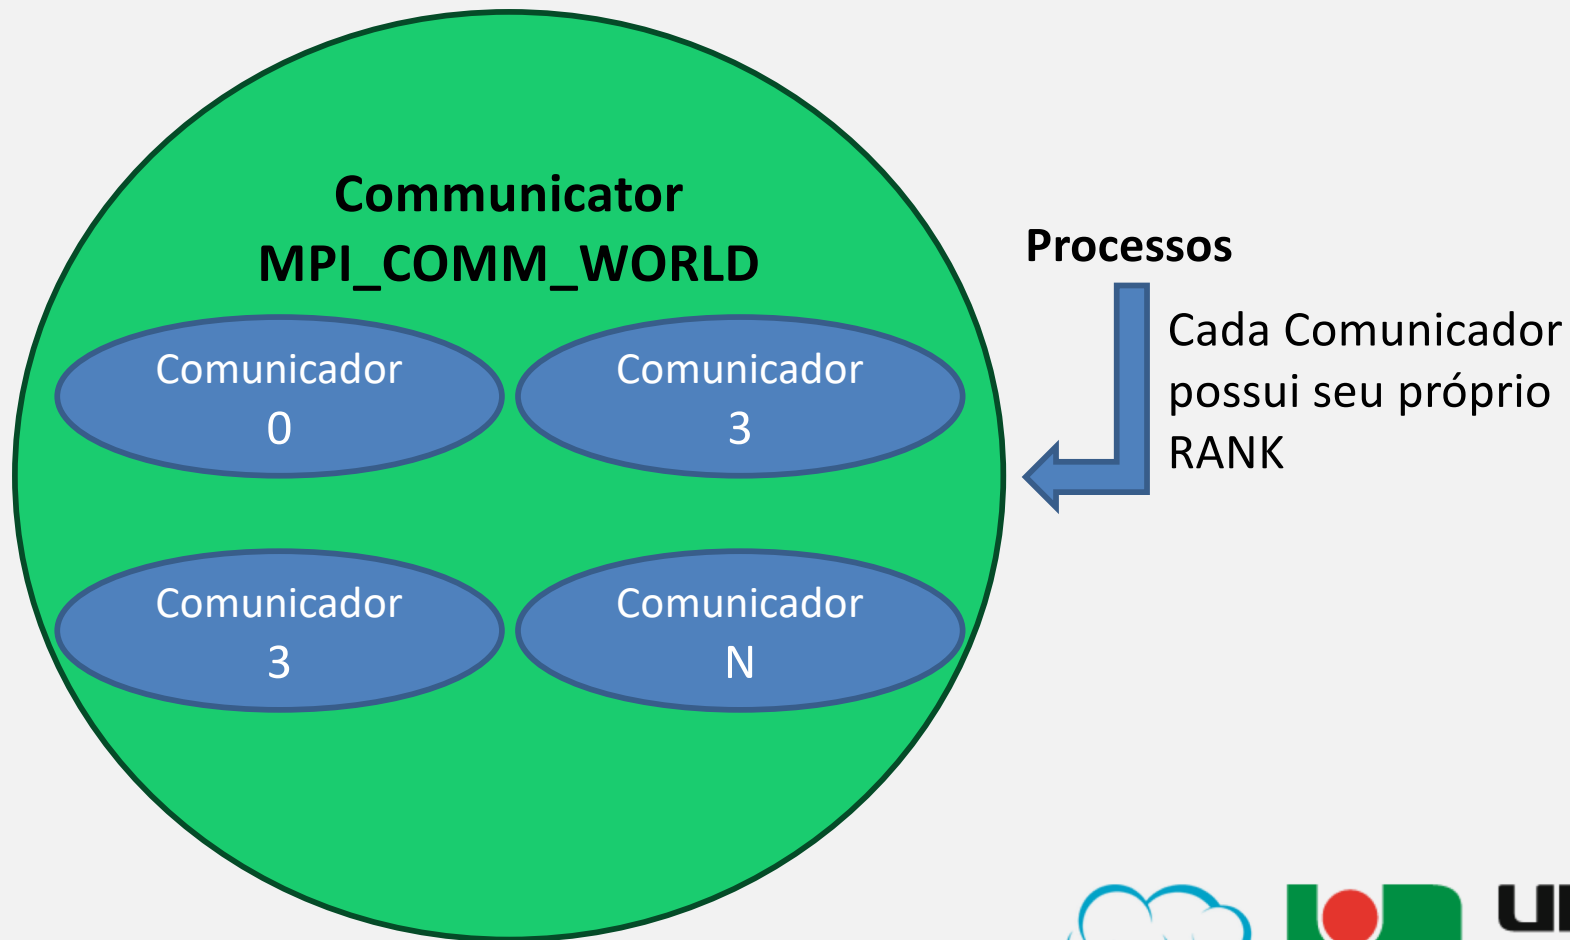 Communicator
MPI_COMM_WORLD
Comunicador
0
Comunicador
3
Comunicador
3
Comunicador
N
Processos
Cada Comunicador
possui seu próprio
RANK